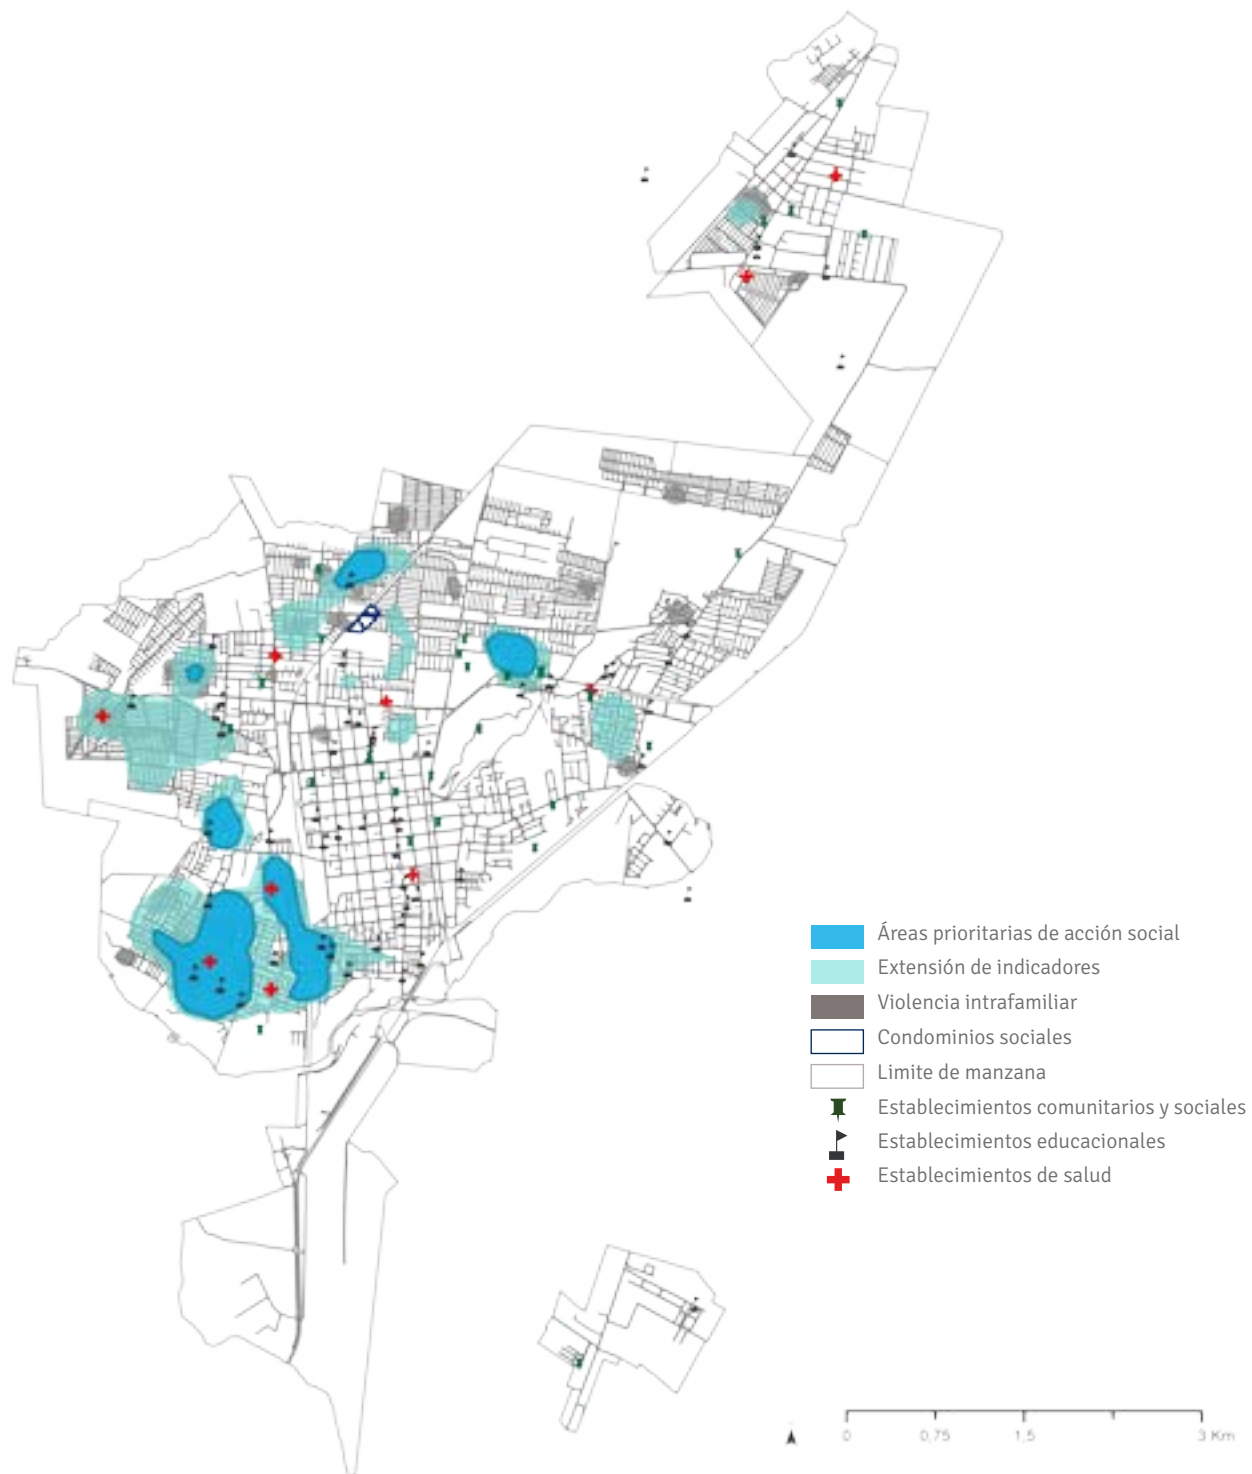 Áreas prioritarias de acción social
Extensión de indicadores
Violencia intrafamiliar
Condominios sociales
Limite de manzana
Establecimientos comunitarios y sociales
Establecimientos educacionales
Establecimientos de salud
0 0,75 1,5 3 Km